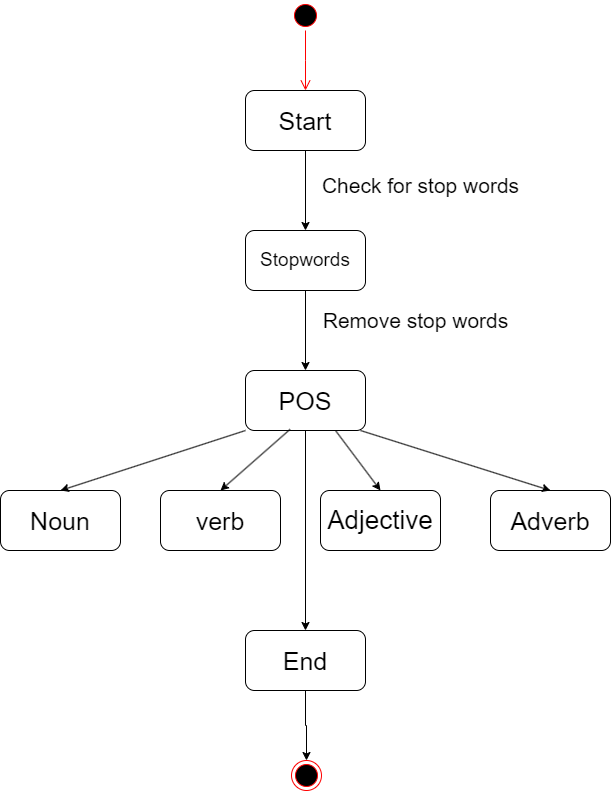 Start
Check for stop words
Stopwords
Remove stop words
POS
Noun
verb
Adjective
Adverb
End